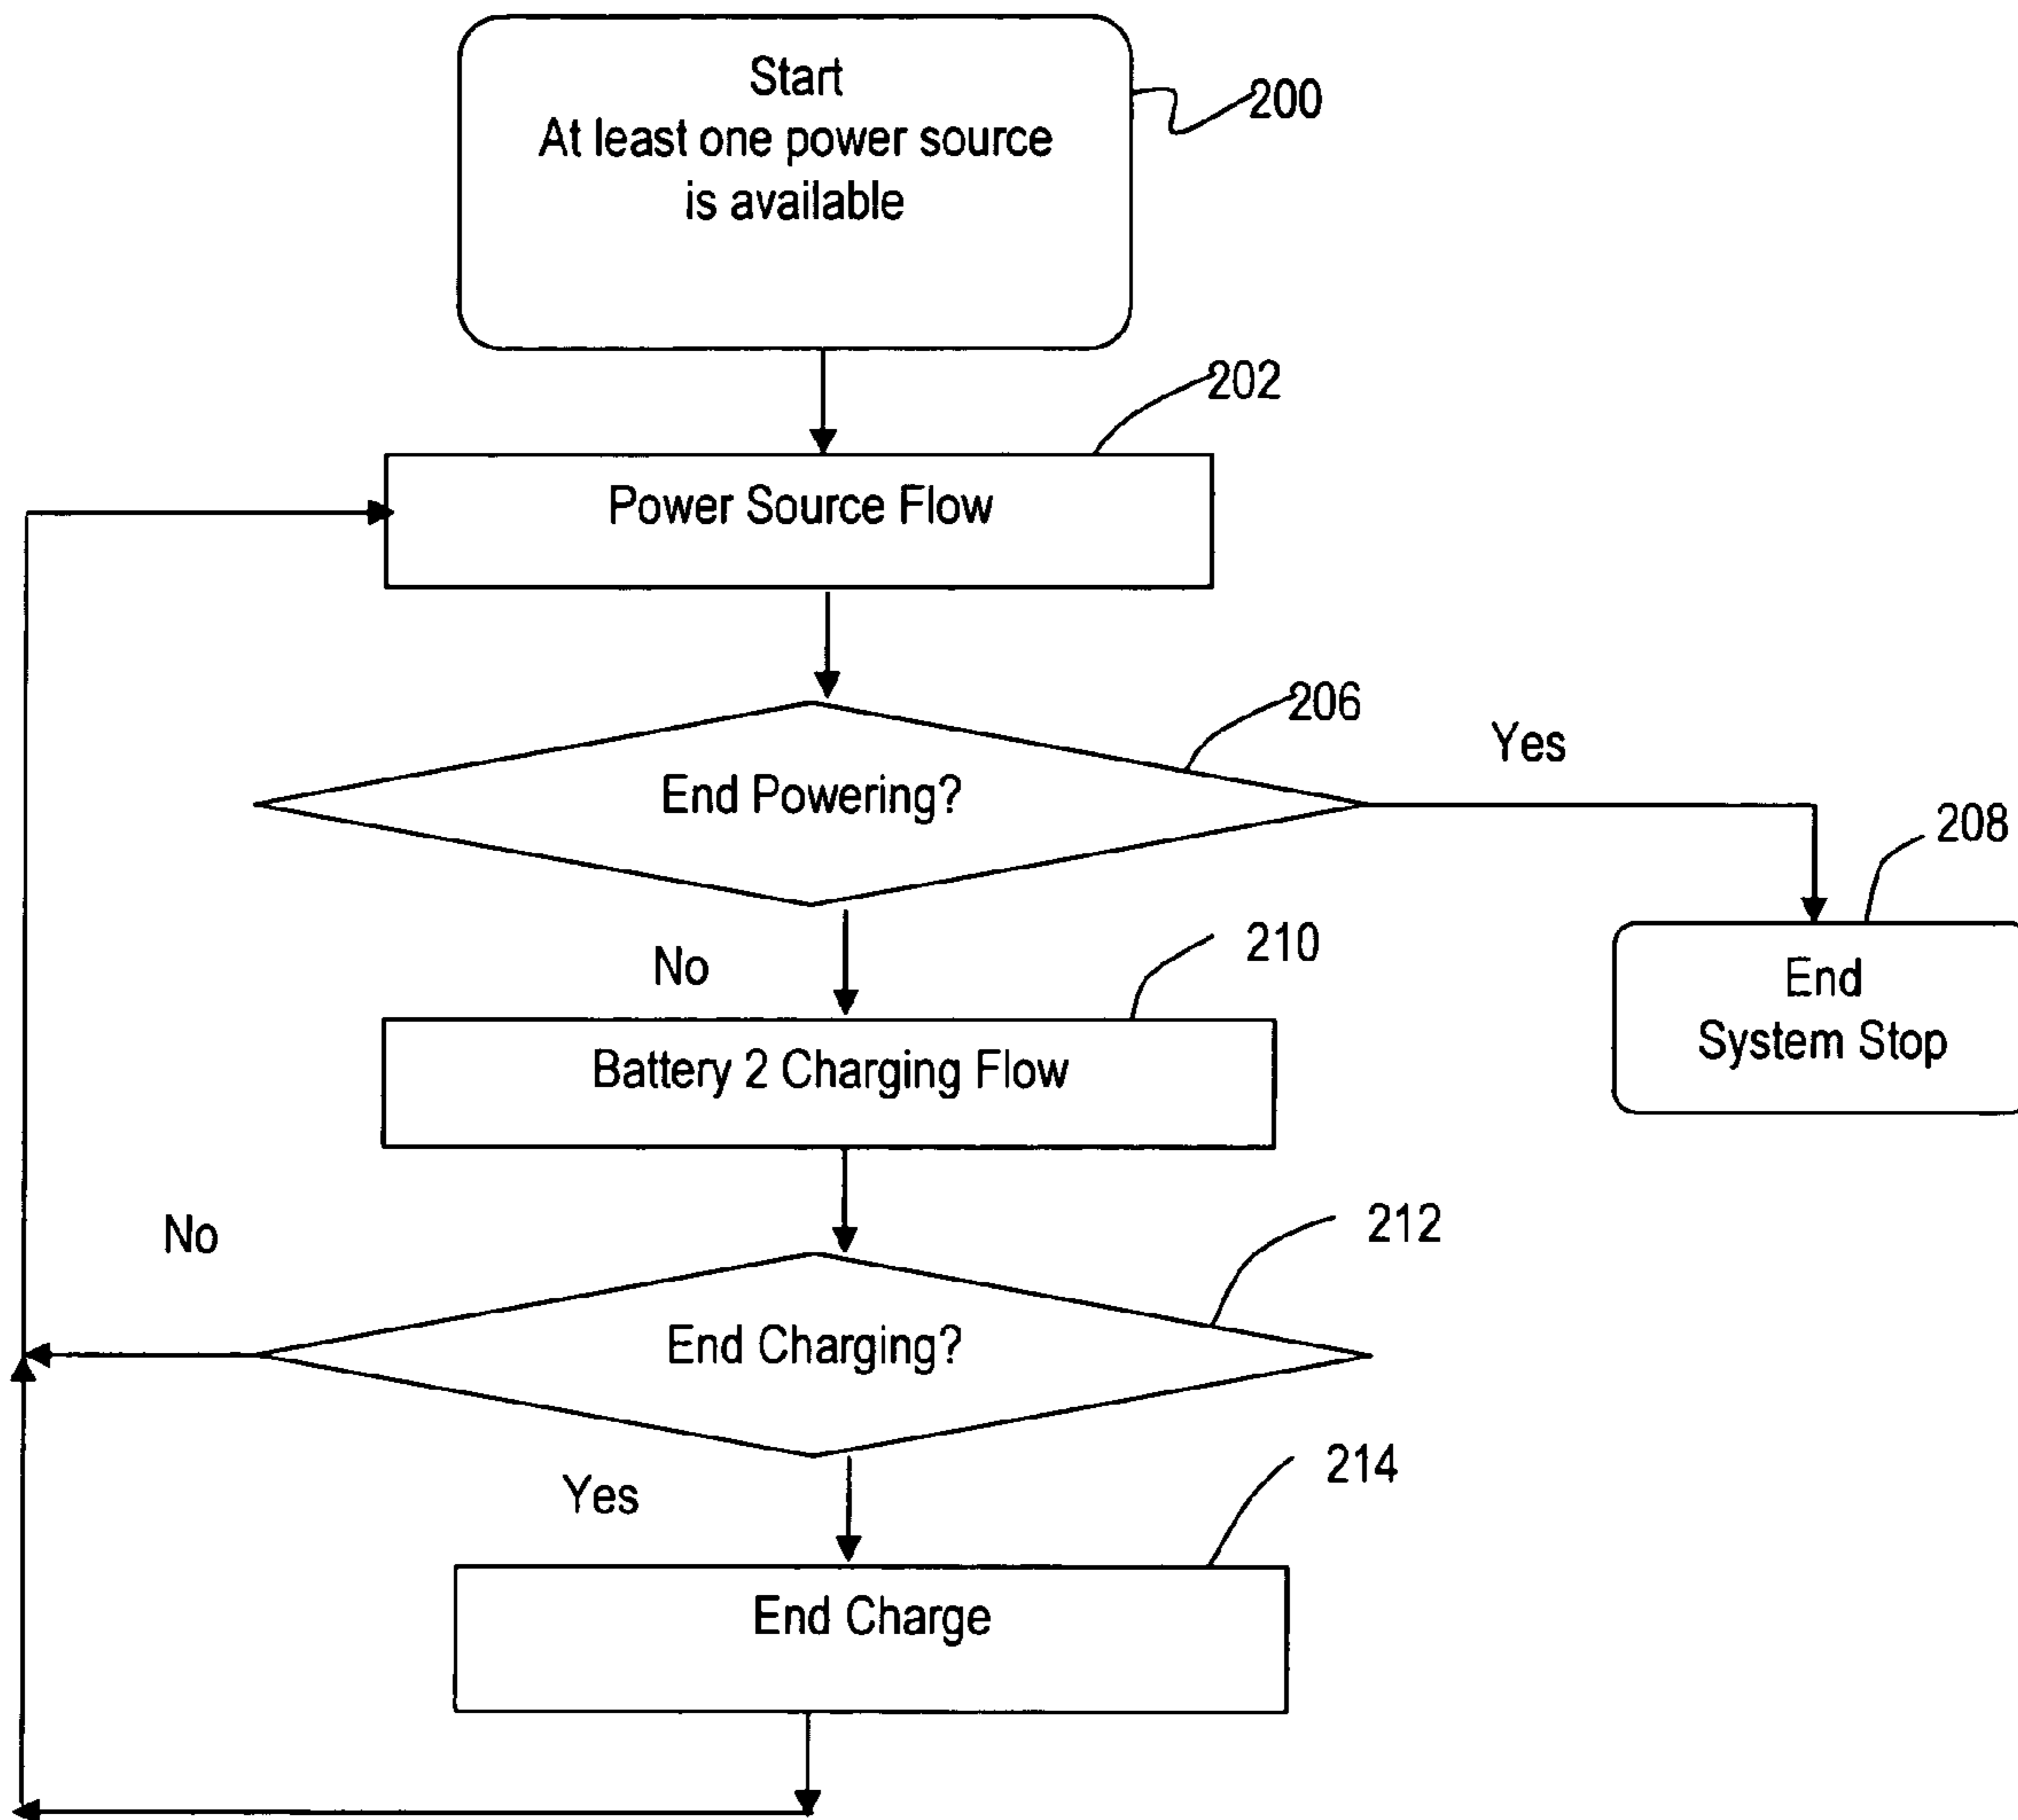 Start
At least one power source
is available
200
202
Power Source Flow
206
Yes
End Powering?
208
No
210
End
System Stop
Battery 2 Charging Flow
No
212
End Charging?
Yes
214
End Charge